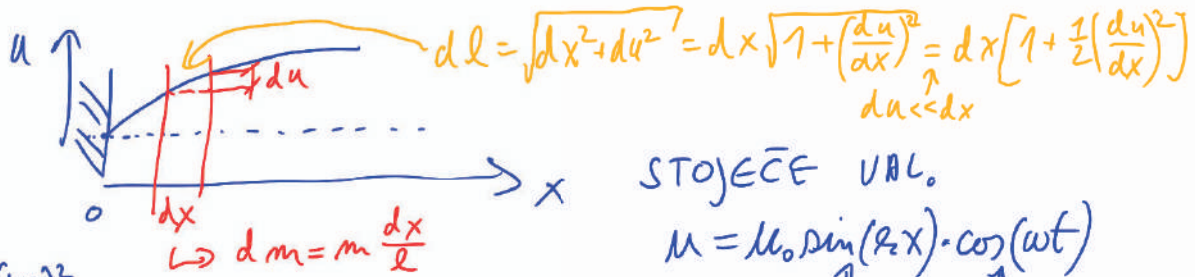 u
dl = √(dx²+du²) = dx √(1+(du/dx)²) = dx[1+½(du/dx)²]
du
du<<dx
x
STOJEČE VAL.
0
dx
↳ dm = m dx/l
u = u₀ sin(kx)·cos(ωt)